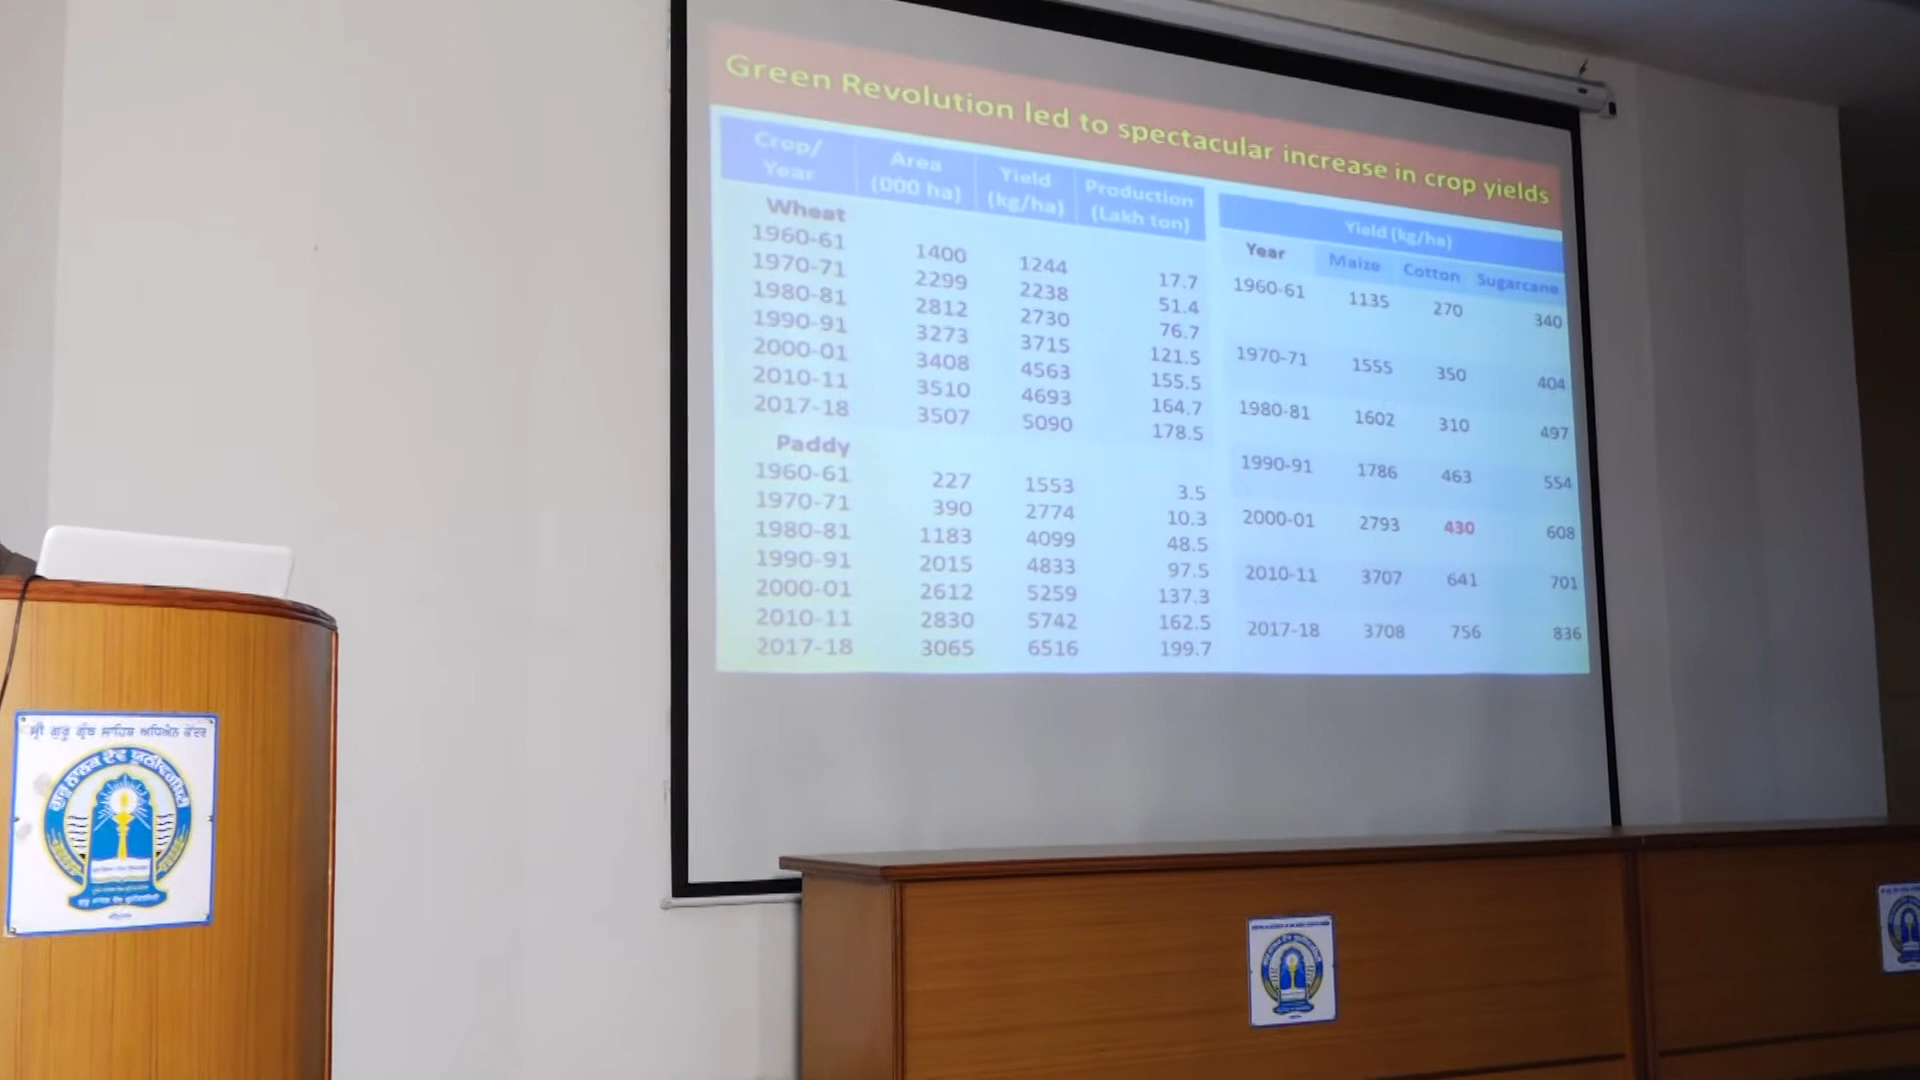 Green Revolution led to spectacular increase in crop yields
Crop/ Year Area (000 ha) Yield (kg/ha) Production (Lakh ton)
Wheat
1960-61 1400 1244 17.7
1970-71 2299 2238 51.4
1980-81 2812 2730 76.7
1990-91 3273 3715 121.5
2000-01 3408 4563 155.5
2010-11 3510 4693 164.7
2017-18 3507 5090 178.5
Paddy
1960-61 227 1553 3.5
1970-71 390 2774 10.3
1980-81 1183 4099 48.5
1990-91 2015 4833 97.5
2000-01 2612 5259 137.3
2010-11 2830 5742 162.5
2017-18 3065 6516 199.7
Yield (kg/ha)
Year Maize Cotton Sugarcane
1960-61 1135 270 340
1970-71 1555 350 404
1980-81 1602 310 497
1990-91 1786 463 554
2000-01 2793 430 608
2010-11 3707 641 701
2017-18 3708 756 836
ਸ੍ਰੀ ਗੁਰੂ ਗ੍ਰੰਥ ਸਾਹਿਬ ਅਧਿਐਨ ਕੇਂਦਰ
ਗੁਰੂ ਨਾਨਕ ਦੇਵ ਯੂਨੀਵਰਸਿਟੀ